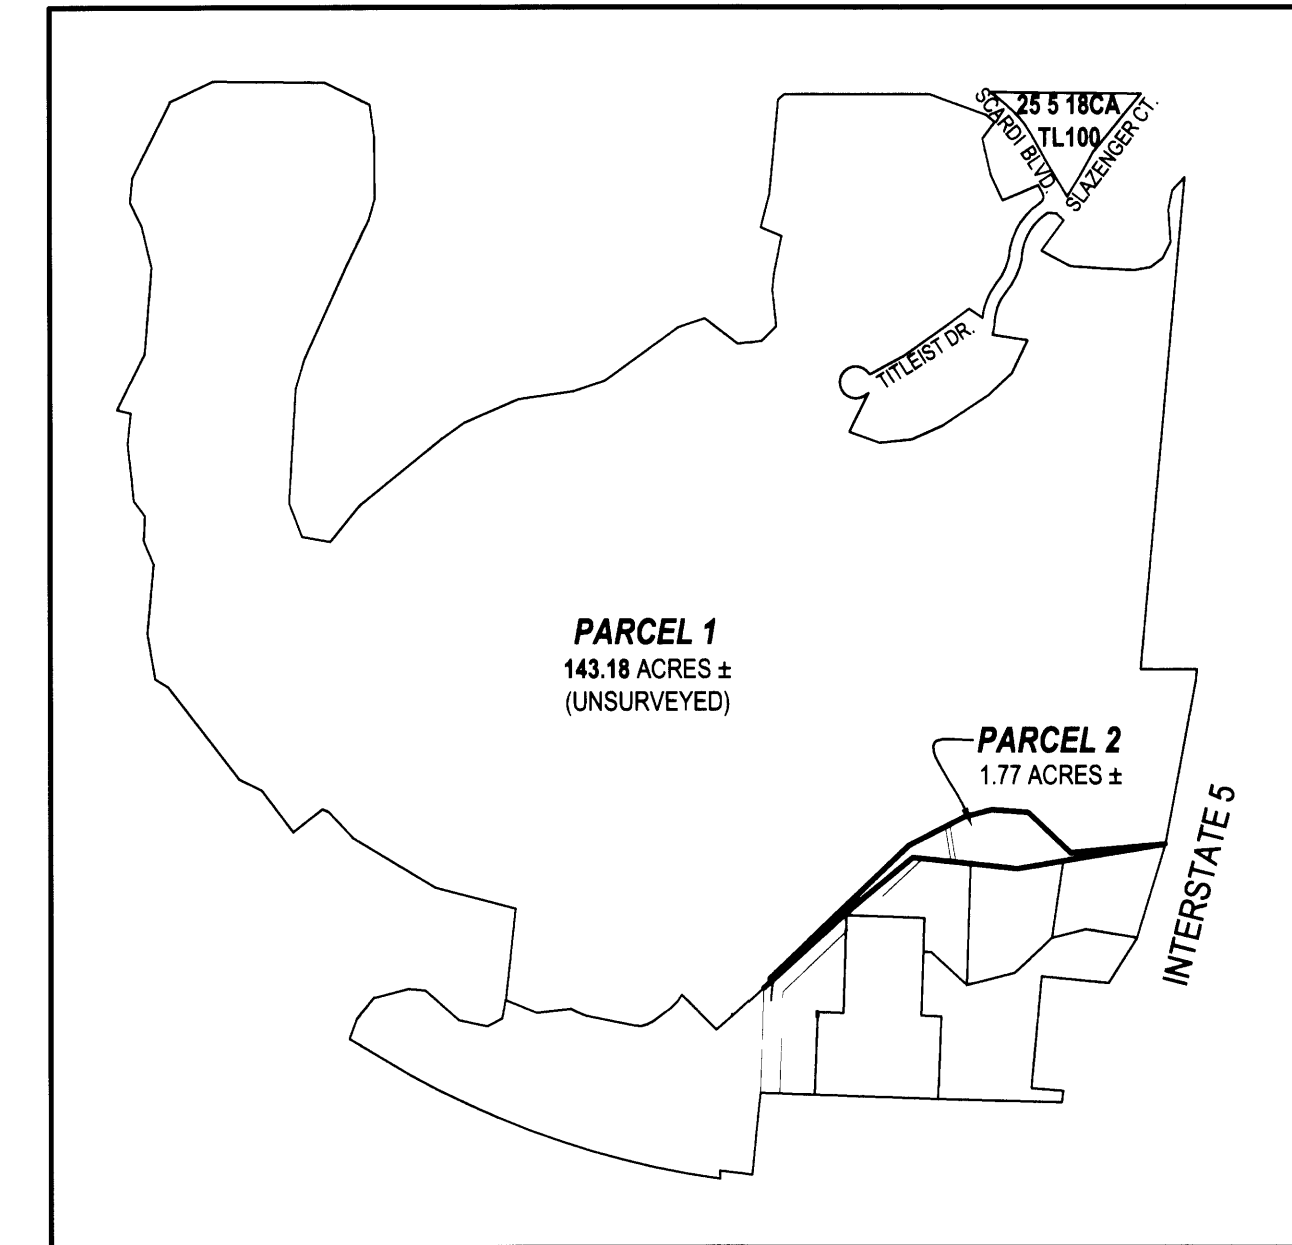 25 5 18CA
TL100
SCARDI BLVD.
SLAZENGER CT.
TITLEIST DR.
PARCEL 1
143.18 ACRES ±
(UNSURVEYED)
PARCEL 2
1.77 ACRES ±
INTERSTATE 5